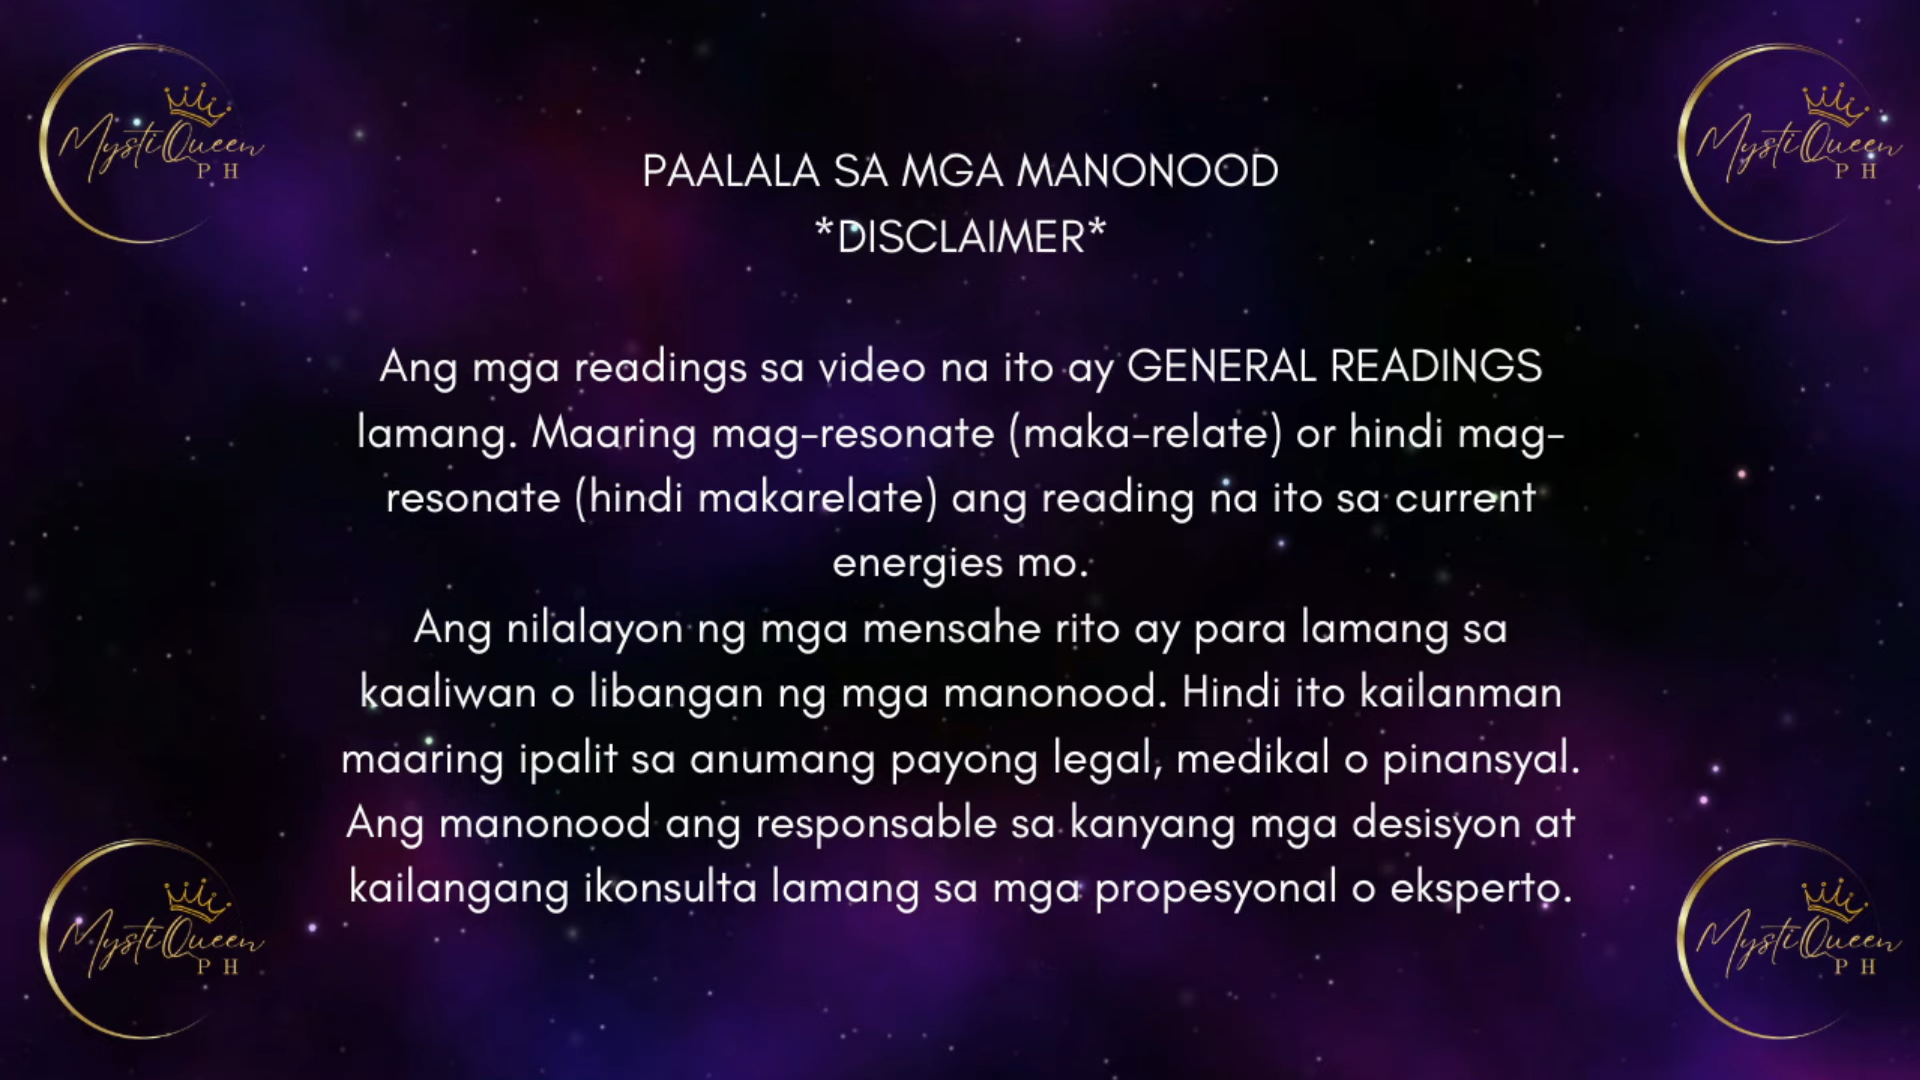 MystiQueen
PH
MystiQueen
PH
PAALALA SA MGA MANONOOD
*DISCLAIMER*
Ang mga readings sa video na ito ay GENERAL READINGS
lamang. Maaring mag-resonate (maka-relate) or hindi mag-
resonate (hindi makarelate) ang reading na ito sa current
energies mo.
Ang nilalayon ng mga mensahe rito ay para lamang sa
kaaliwan o libangan ng mga manonood. Hindi ito kailanman
maaring ipalit sa anumang payong legal, medikal o pinansyal.
Ang manonood ang responsable sa kanyang mga desisyon at
kailangang ikonsulta lamang sa mga propesyonal o eksperto.
MystiQueen
PH
MystiQueen
PH